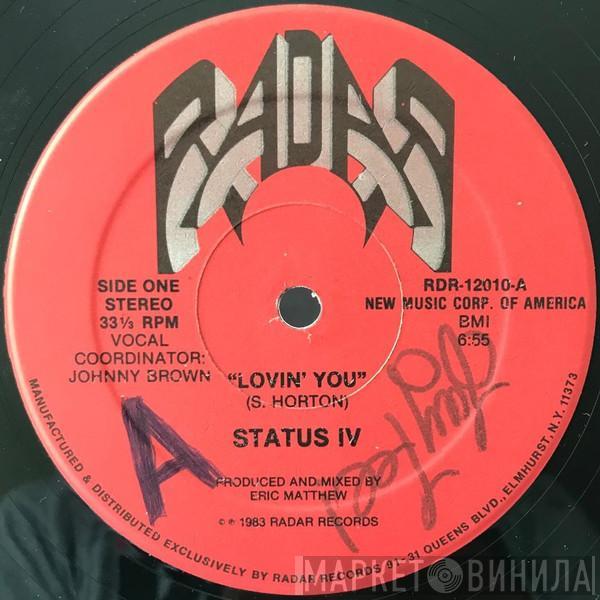 RADAR
SIDE ONE
STEREO
33⅓ RPM
VOCAL
COORDINATOR:
JOHNNY BROWN
RDR-12010-A
NEW MUSIC CORP. OF AMERICA
BMI
6:55
"LOVIN' YOU"
(S. HORTON)
STATUS IV
A
PRODUCED AND MIXED BY
ERIC MATTHEW
© ℗ 1983 RADAR RECORDS
MANUFACTURED & DISTRIBUTED EXCLUSIVELY BY RADAR RECORDS 91-31 QUEENS BLVD., ELMHURST, N.Y. 11373
МАРКЕТ ВИНИЛА